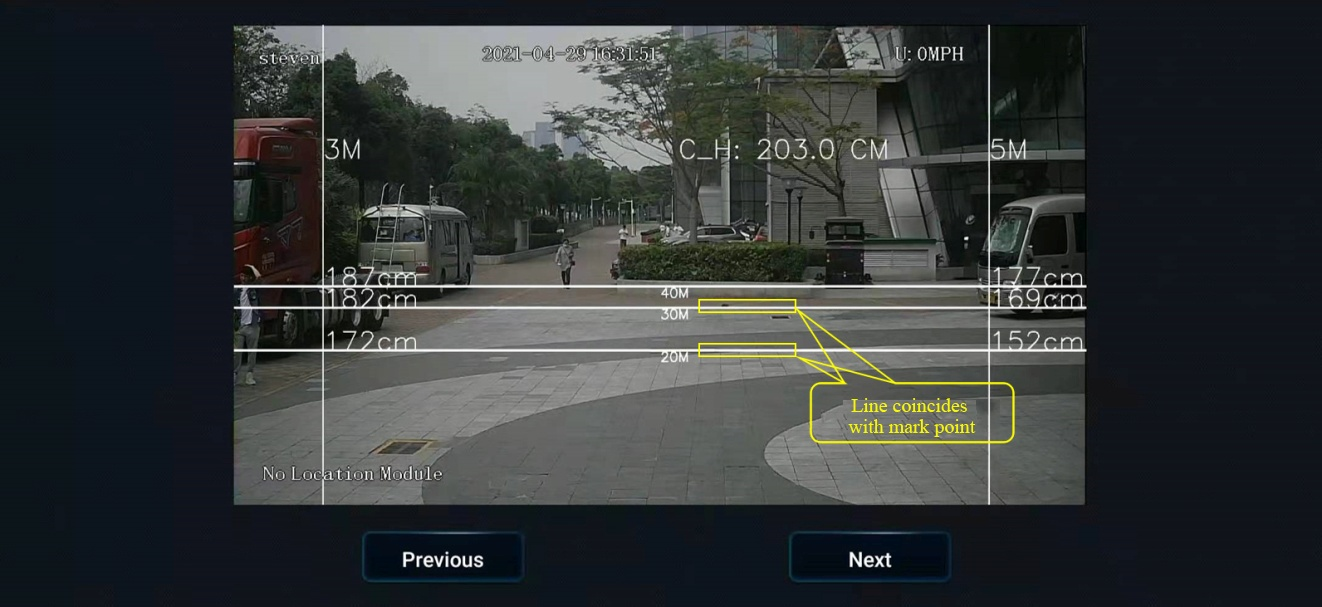 steven
2021-04-29 16:31:51
U: 0MPH
3M
C_H: 203.0 CM
5M
187cm
177cm
40M
182cm
169cm
30M
172cm
152cm
20M
Line coincides
with mark point
No Location Module
Previous
Next